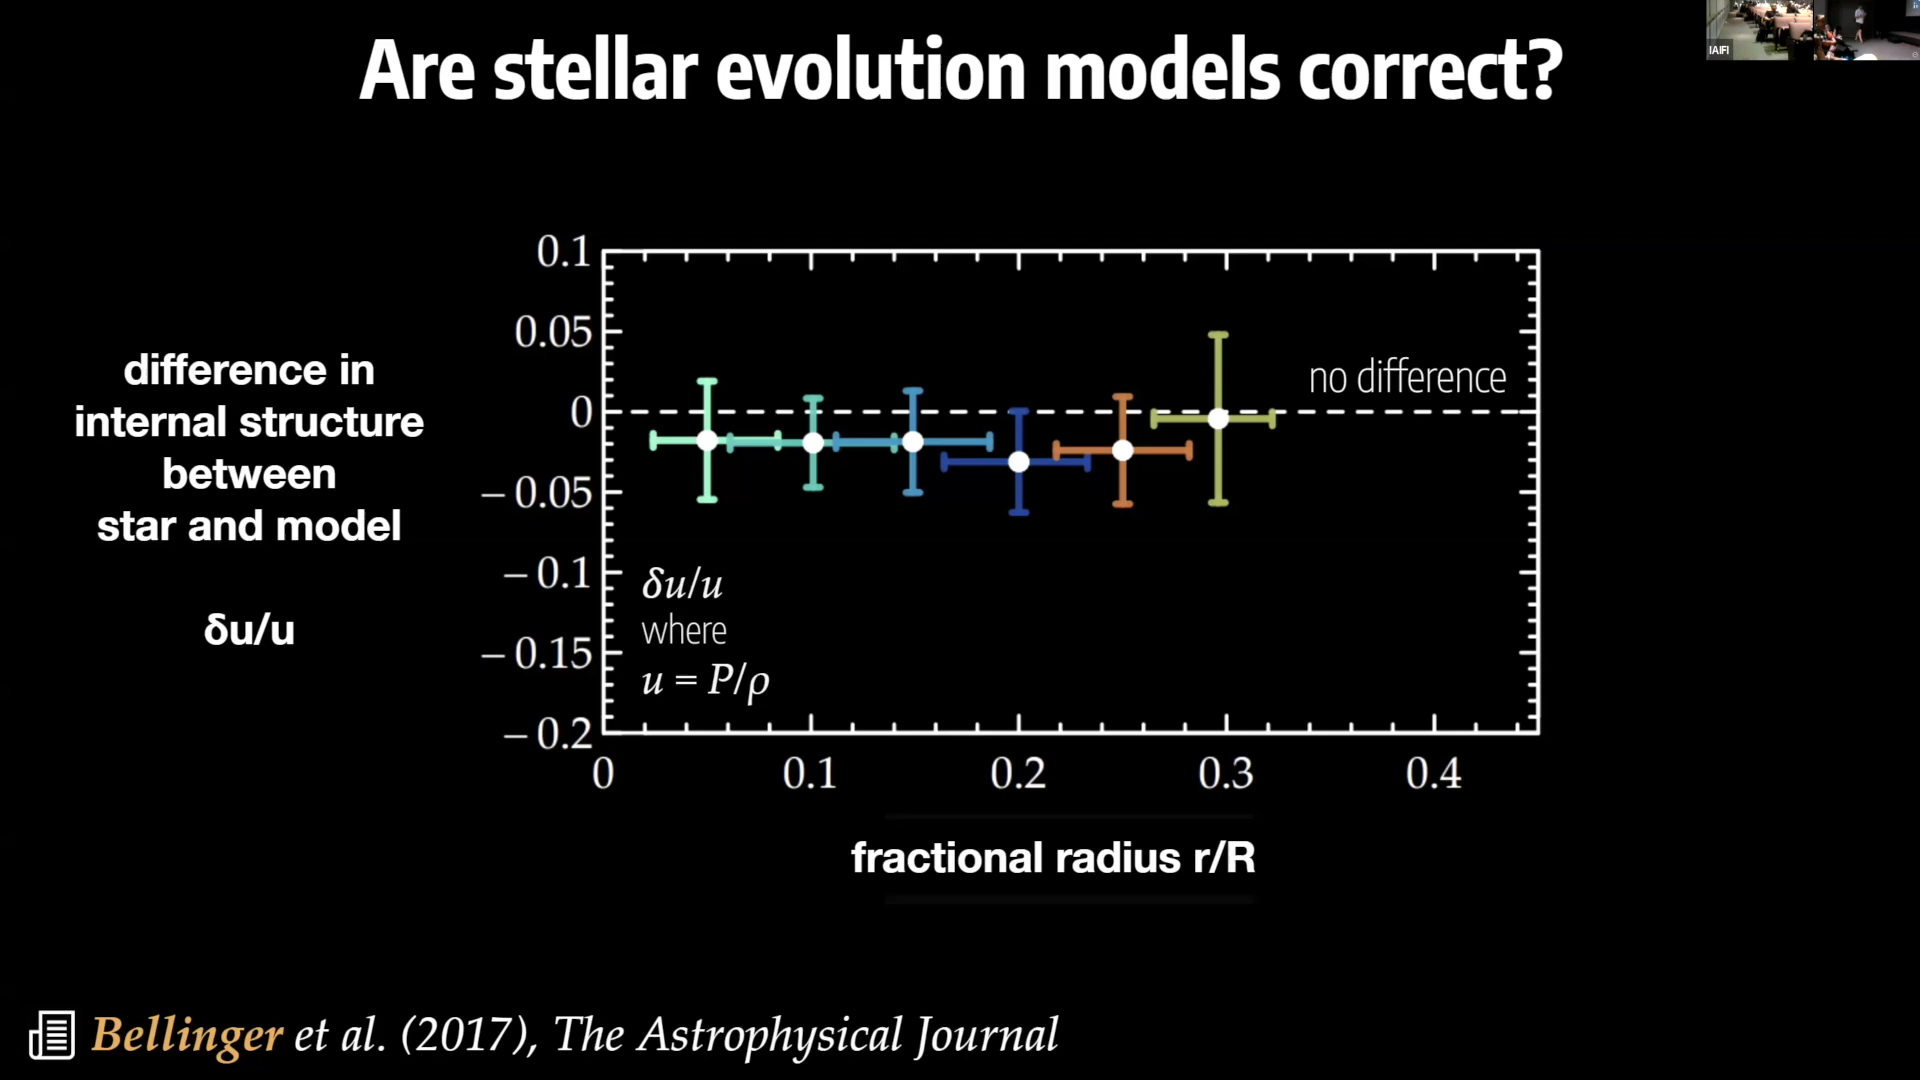 IAIFI
Are stellar evolution models correct?
difference in
internal structure
between
star and model
δu/u
0.1
0.05
0
– 0.05
– 0.1
– 0.15
– 0.2
no difference
δu/u
where
u = P/ρ
0
0.1
0.2
0.3
0.4
fractional radius r/R
Bellinger et al. (2017), The Astrophysical Journal